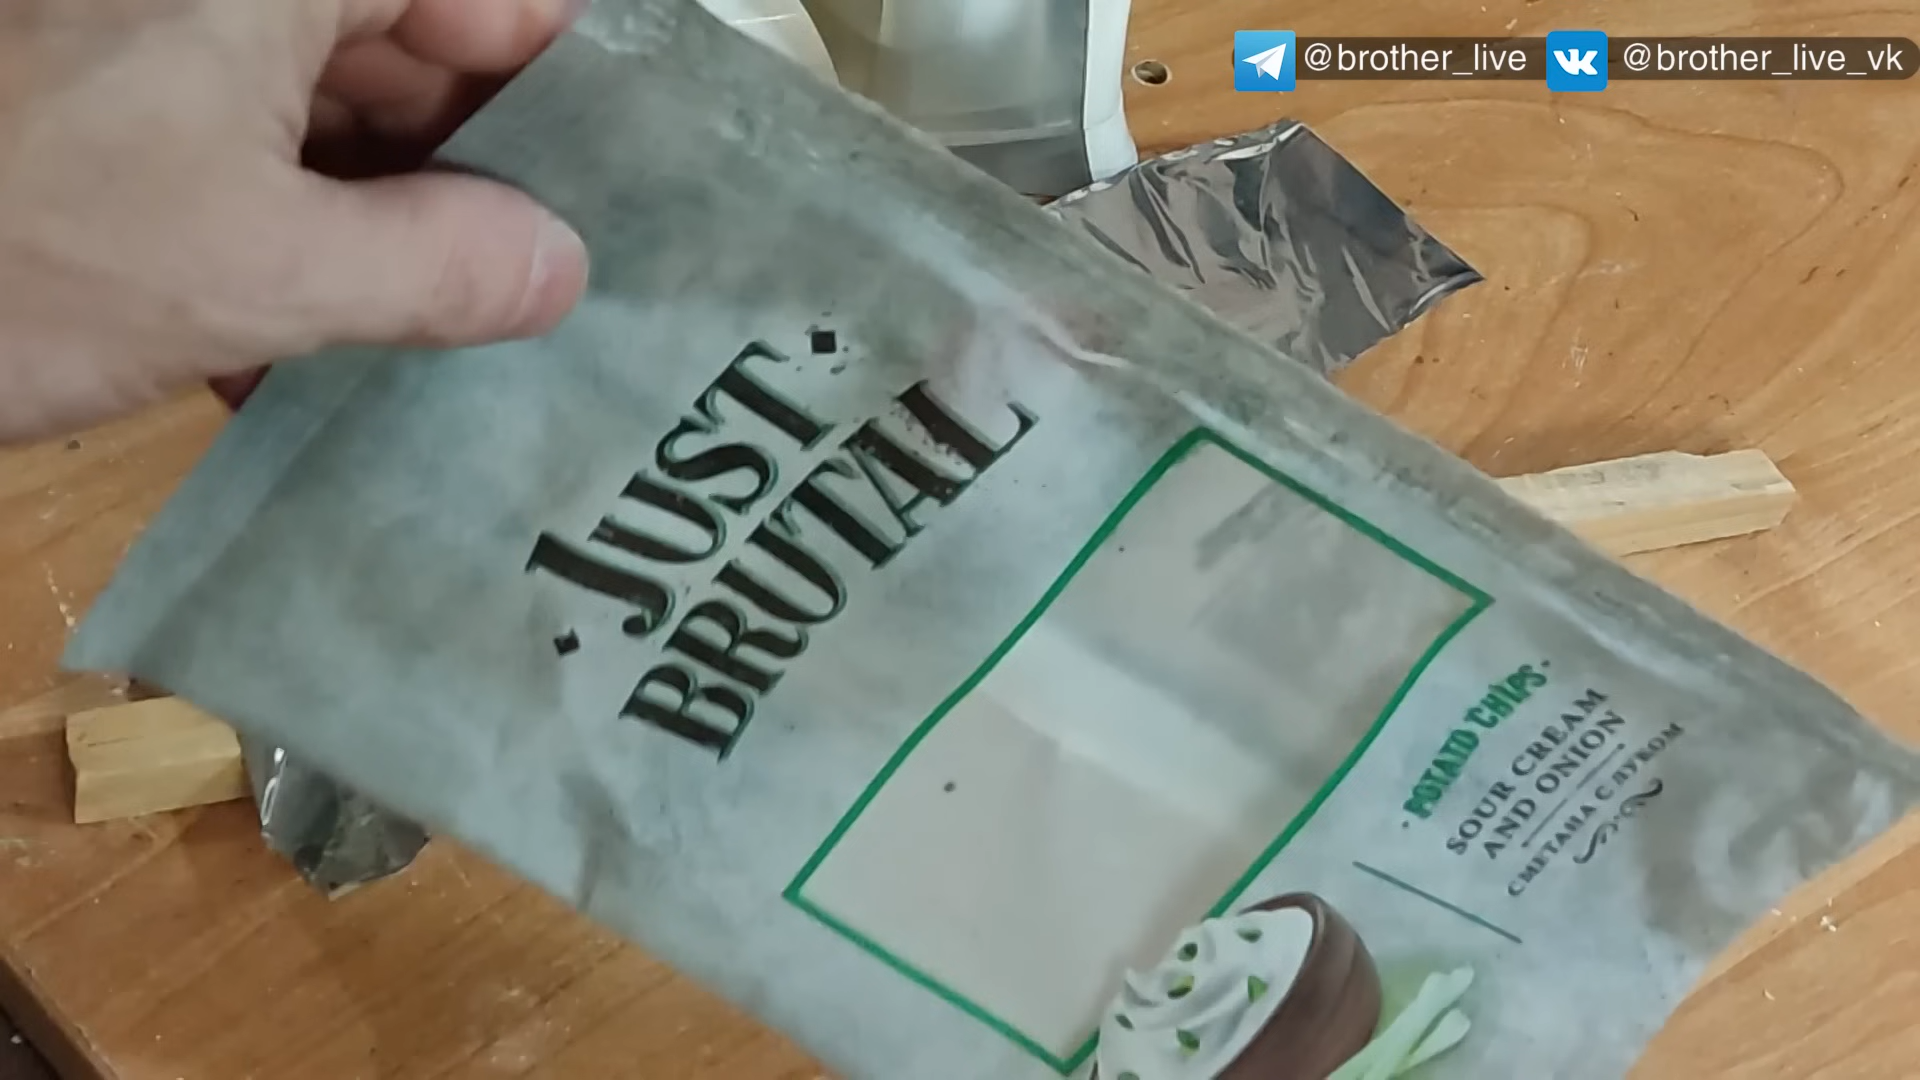 @brother_live @brother_live_vk
JUST
BRUTAL
POTATO CHIPS
SOUR CREAM
AND ONION
СМЕТАНА С ЛУКОМ